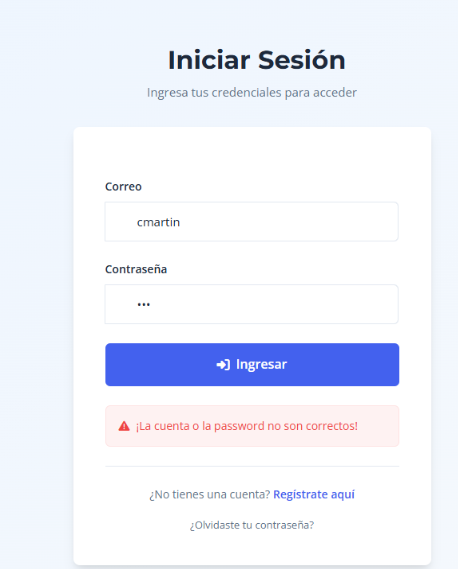 Iniciar Sesión
Ingresa tus credenciales para acceder
Correo
cmartin
Contraseña
•••
Ingresar
¡La cuenta o la password no son correctos!
¿No tienes una cuenta? Regístrate aquí
¿Olvidaste tu contraseña?